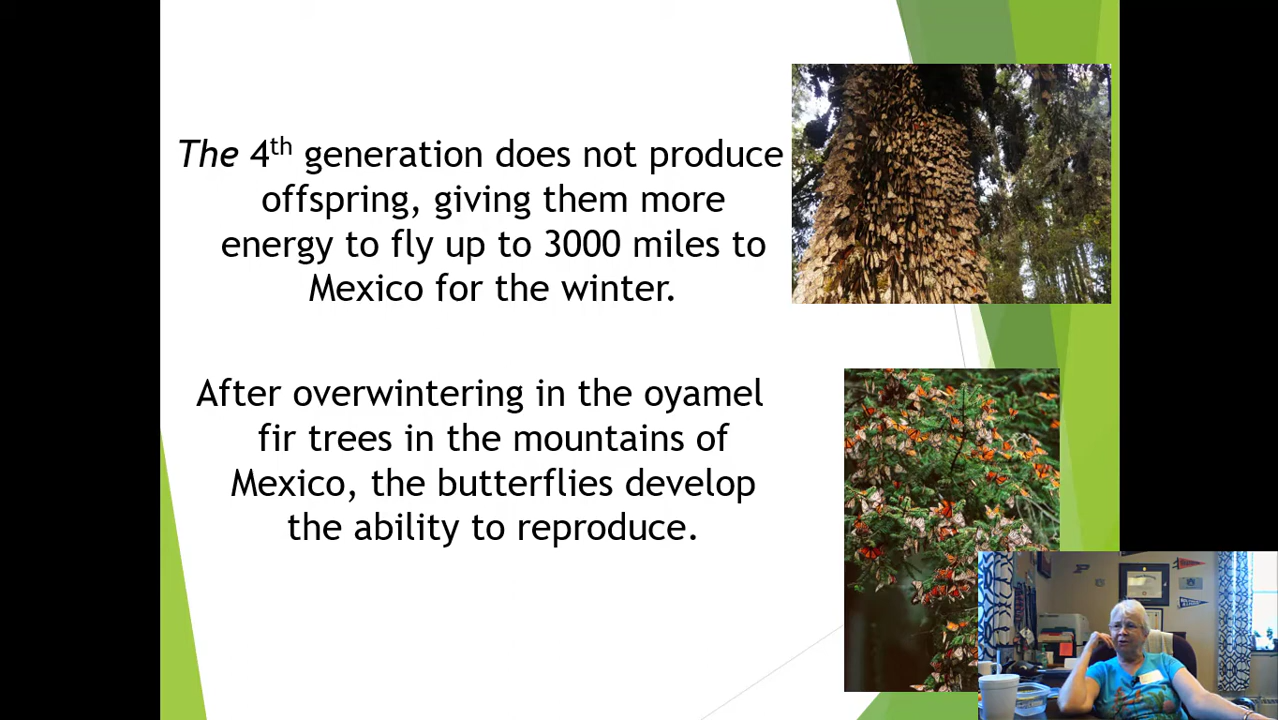 The 4th generation does not produce
offspring, giving them more
energy to fly up to 3000 miles to
Mexico for the winter.
After overwintering in the oyamel
fir trees in the mountains of
Mexico, the butterflies develop
the ability to reproduce.